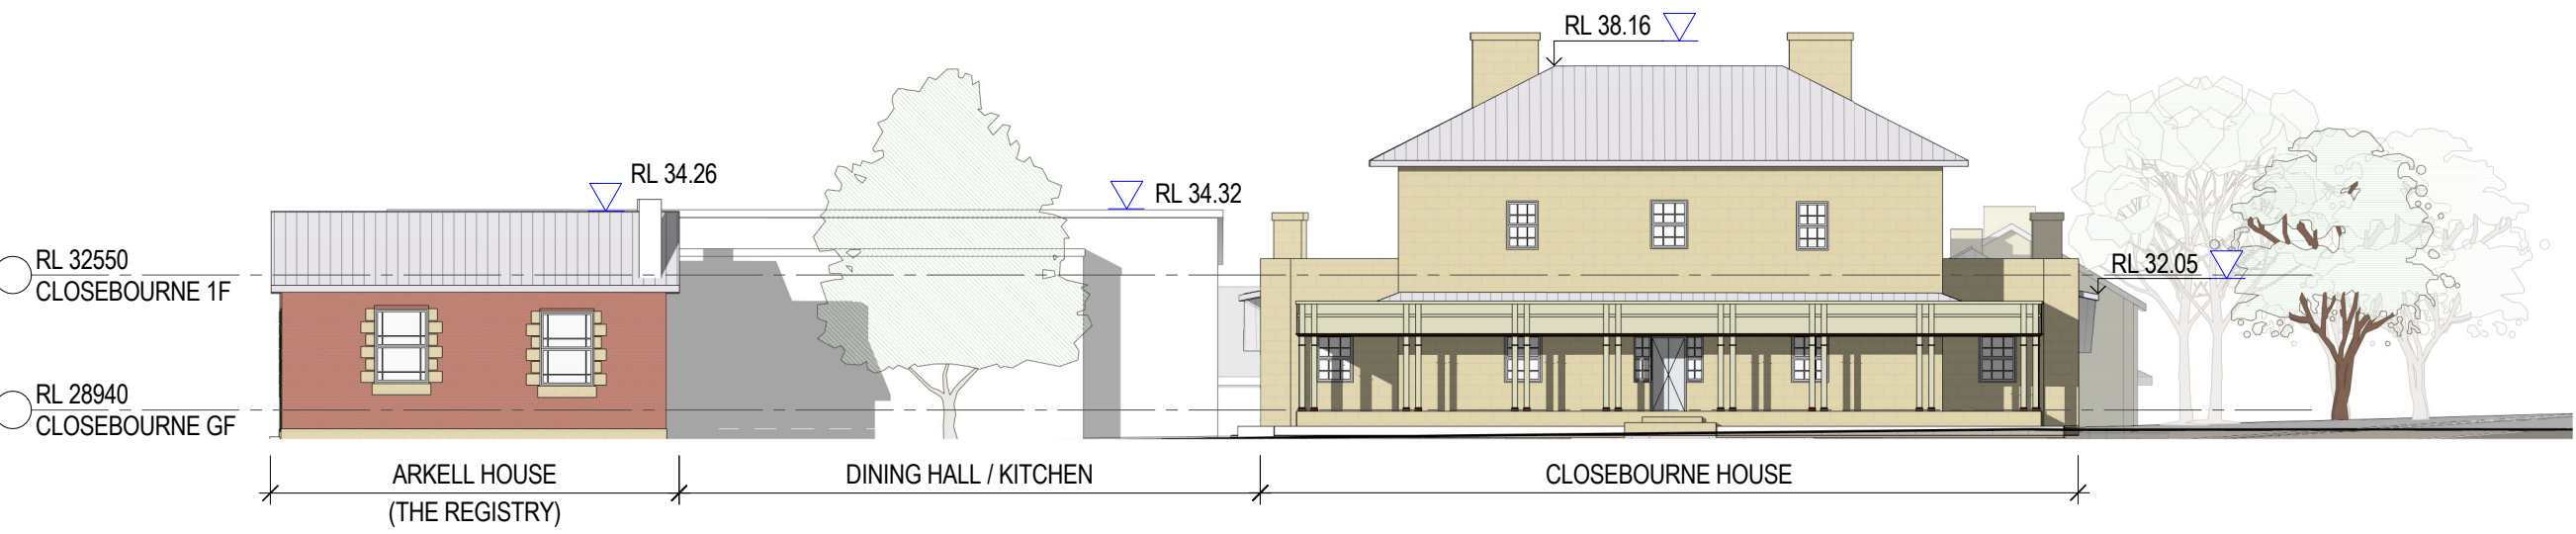 RL 38.16
RL 34.26
RL 34.32
RL 32550
CLOSEBOURNE 1F
RL 32.05
RL 28940
CLOSEBOURNE GF
ARKELL HOUSE
(THE REGISTRY)
DINING HALL / KITCHEN
CLOSEBOURNE HOUSE